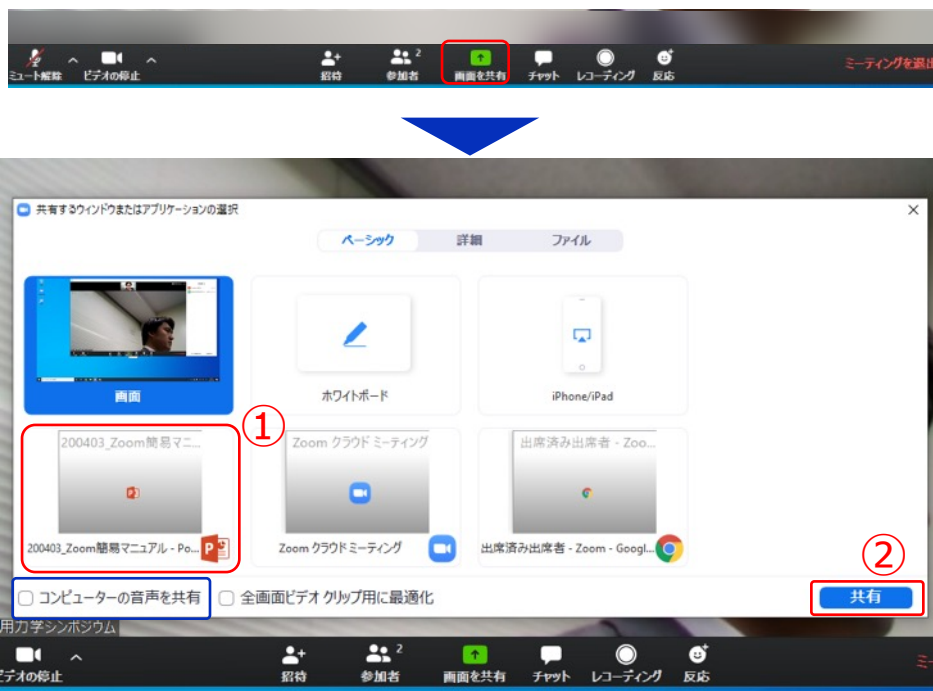 2
ミュート解除 ビデオの停止 招待 参加者 画面を共有 チャット レコーディング 反応 ミーティングを退出
共有するウィンドウまたはアプリケーションの選択
ベーシック 詳細 ファイル
画面 ホワイトボード iPhone/iPad
①
200403_Zoom簡易マニ... Zoom クラウド ミーティング 出席済み出席者 - Zoo...
200403_Zoom簡易マニュアル - Po... Zoom クラウド ミーティング 出席済み出席者 - Zoom - Googl...
②
コンピューターの音声を共有 全画面ビデオ クリップ用に最適化 共有
用力学シンポジウム
2
ビデオの停止 招待 参加者 画面を共有 チャット レコーディング 反応 ミー